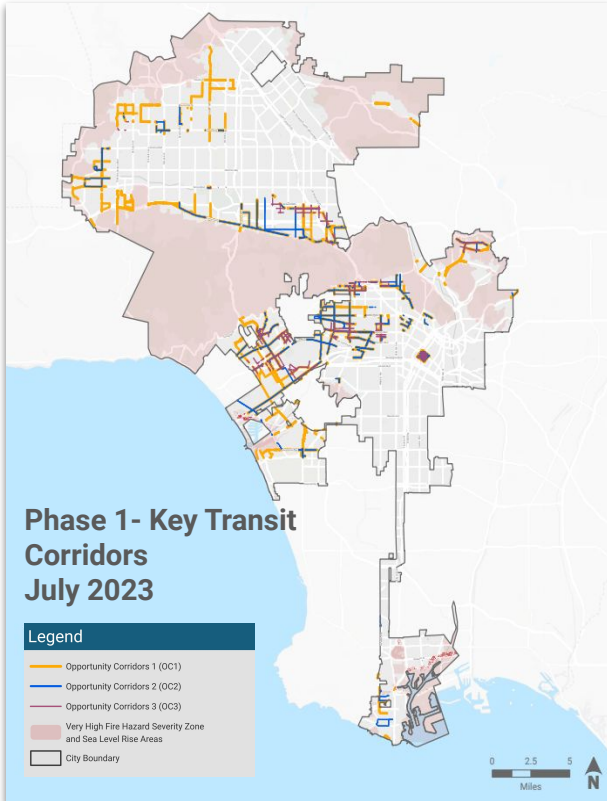 Phase 1- Key Transit
Corridors
July 2023
Legend
Opportunity Corridors 1 (OC1)
Opportunity Corridors 2 (OC2)
Opportunity Corridors 3 (OC3)
Very High Fire Hazard Severity Zone
and Sea Level Rise Areas
City Boundary
0 2.5 5
Miles
N